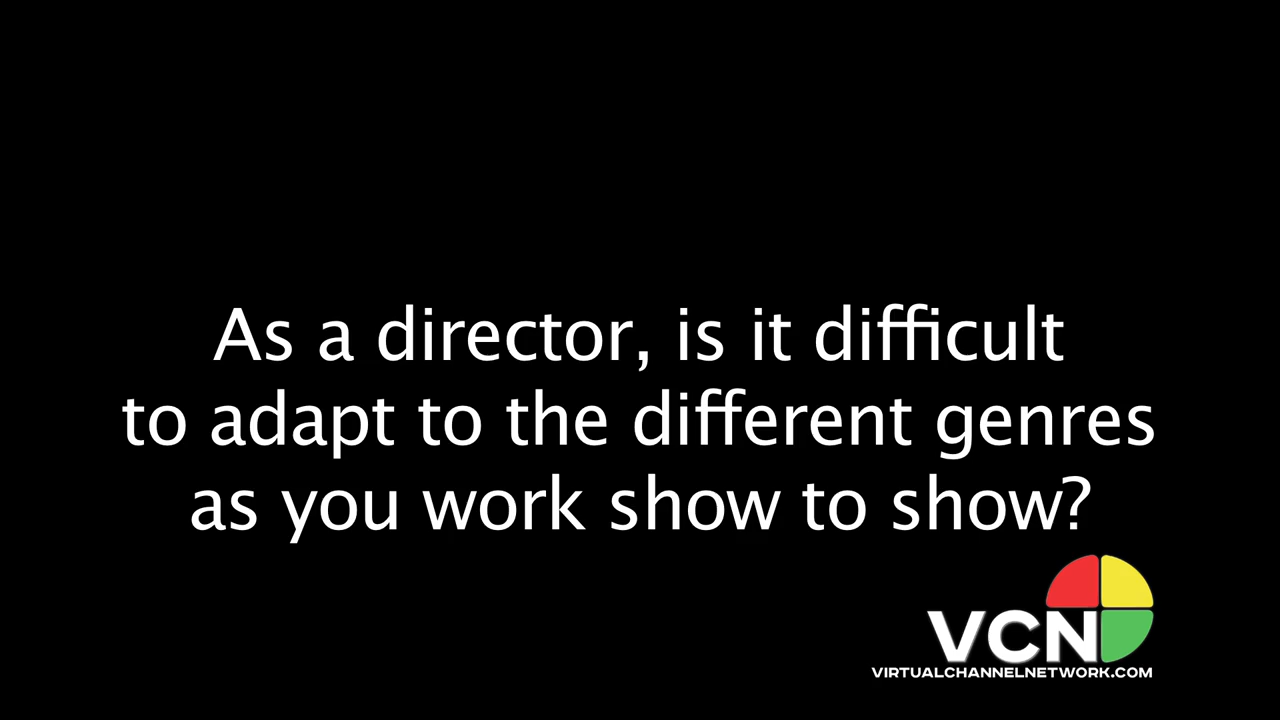 As a director, is it difficult
to adapt to the different genres
as you work show to show?
VCN
VIRTUALCHANNELNETWORK.COM